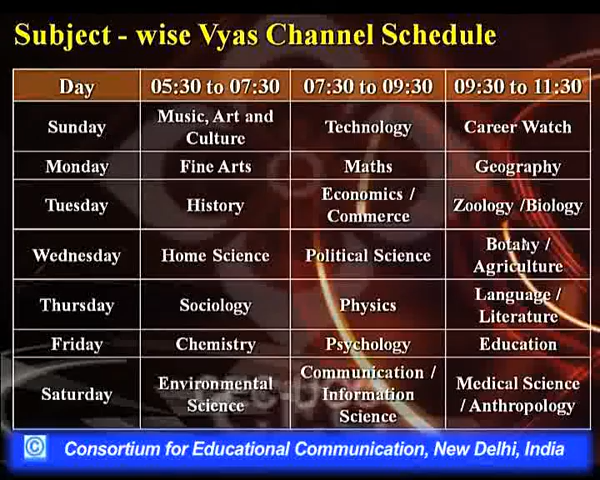 Subject - wise Vyas Channel Schedule
Day 05:30 to 07:30 07:30 to 09:30 09:30 to 11:30
Sunday Music, Art and Culture Technology Career Watch
Monday Fine Arts Maths Geography
Tuesday History Economics / Commerce Zoology /Biology
Wednesday Home Science Political Science Botany / Agriculture
Thursday Sociology Physics Language / Literature
Friday Chemistry Psychology Education
Saturday Environmental Science Communication / Information Science Medical Science / Anthropology
© Consortium for Educational Communication, New Delhi, India